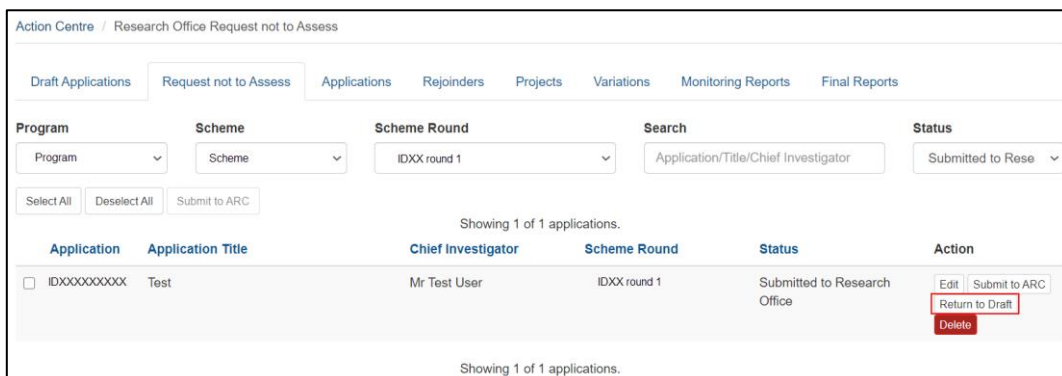 Action Centre / Research Office Request not to Assess
Draft Applications Request not to Assess Applications Rejoinders Projects Variations Monitoring Reports Final Reports
Program Scheme Scheme Round Search Status
Program Scheme IDXX round 1 Application/Title/Chief Investigator Submitted to Rese
Select All Deselect All Submit to ARC
Showing 1 of 1 applications.
Application Application Title Chief Investigator Scheme Round Status Action
IDXXXXXXXXX Test Mr Test User IDXX round 1 Submitted to Research Edit Submit to ARC
Office Return to Draft
Delete
Showing 1 of 1 applications.